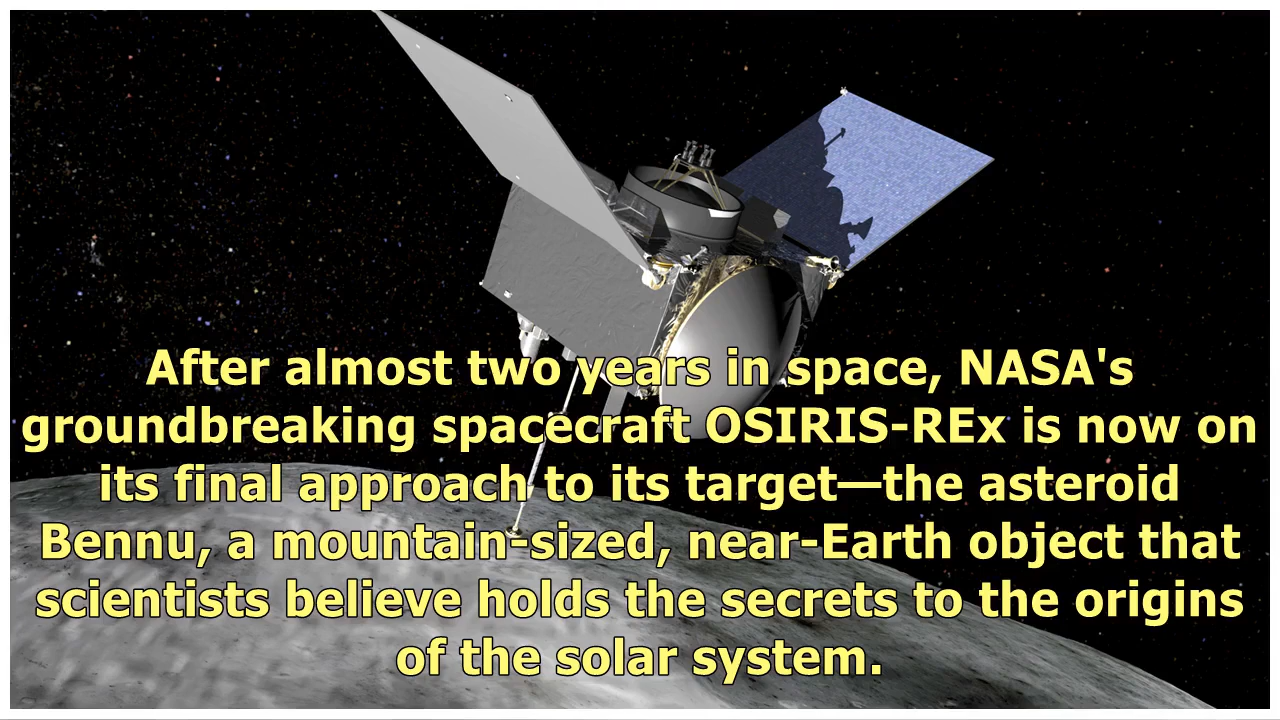 After almost two years in space, NASA's
groundbreaking spacecraft OSIRIS-REx is now on
its final approach to its target—the asteroid
Bennu, a mountain-sized, near-Earth object that
scientists believe holds the secrets to the origins
of the solar system.